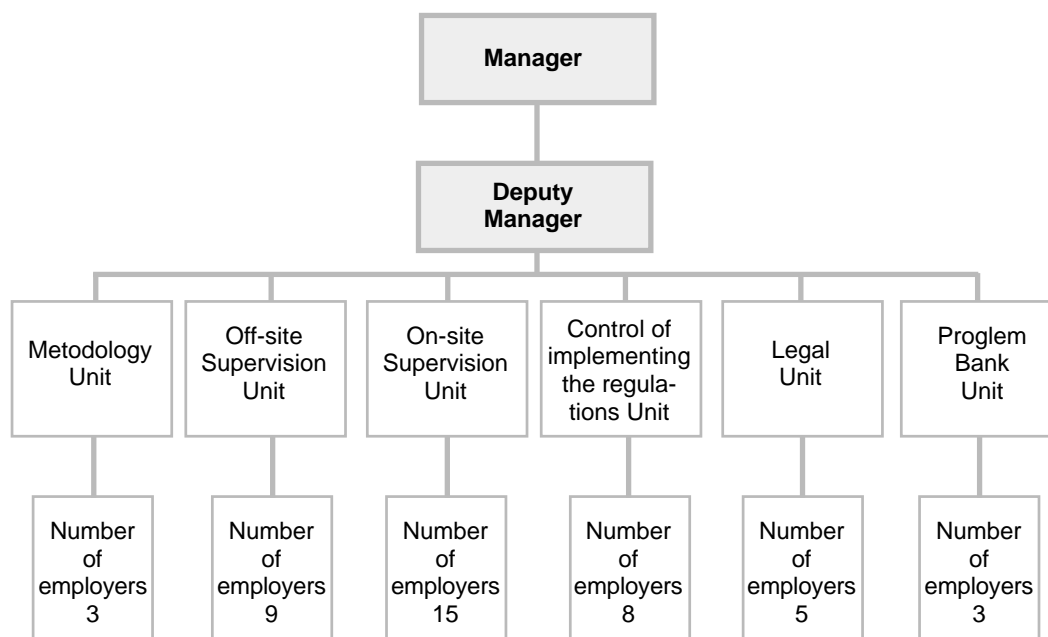 Manager
Deputy
Manager
Metodology
Unit
Off-site
Supervision
Unit
On-site
Supervision
Unit
Control of
implementing
the regula-
tions Unit
Legal
Unit
Proglem
Bank
Unit
Number
of
employers
3
Number
of
employers
9
Number
of
employers
15
Number
of
employers
8
Number
of
employers
5
Number
of
employers
3